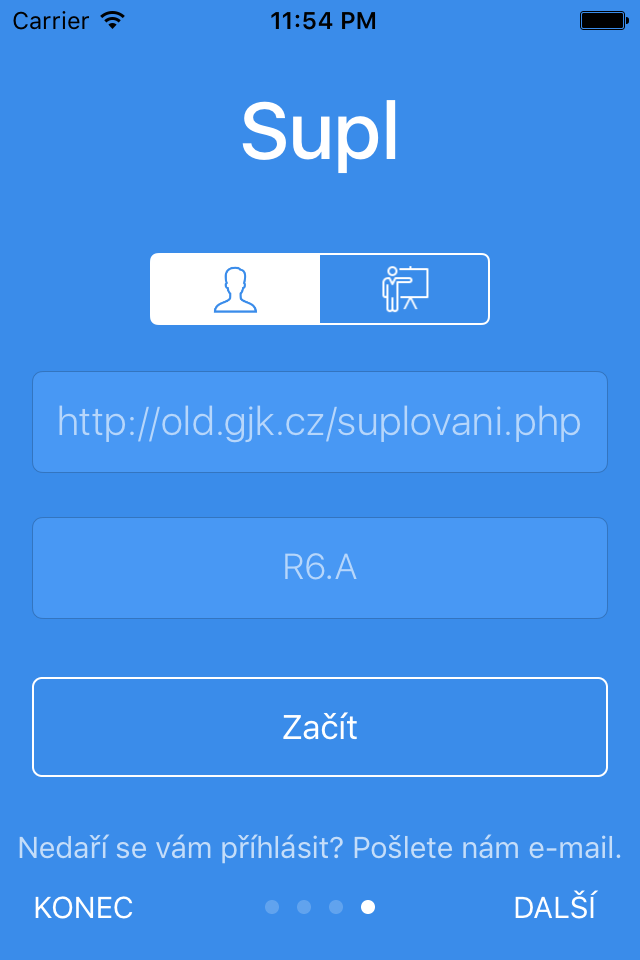 Carrier 11:54 PM
Supl
http://old.gjk.cz/suplovani.php
R6.A
Začít
Nedaří se vám příhlásit? Pošlete nám e-mail.
KONEC DALŠÍ